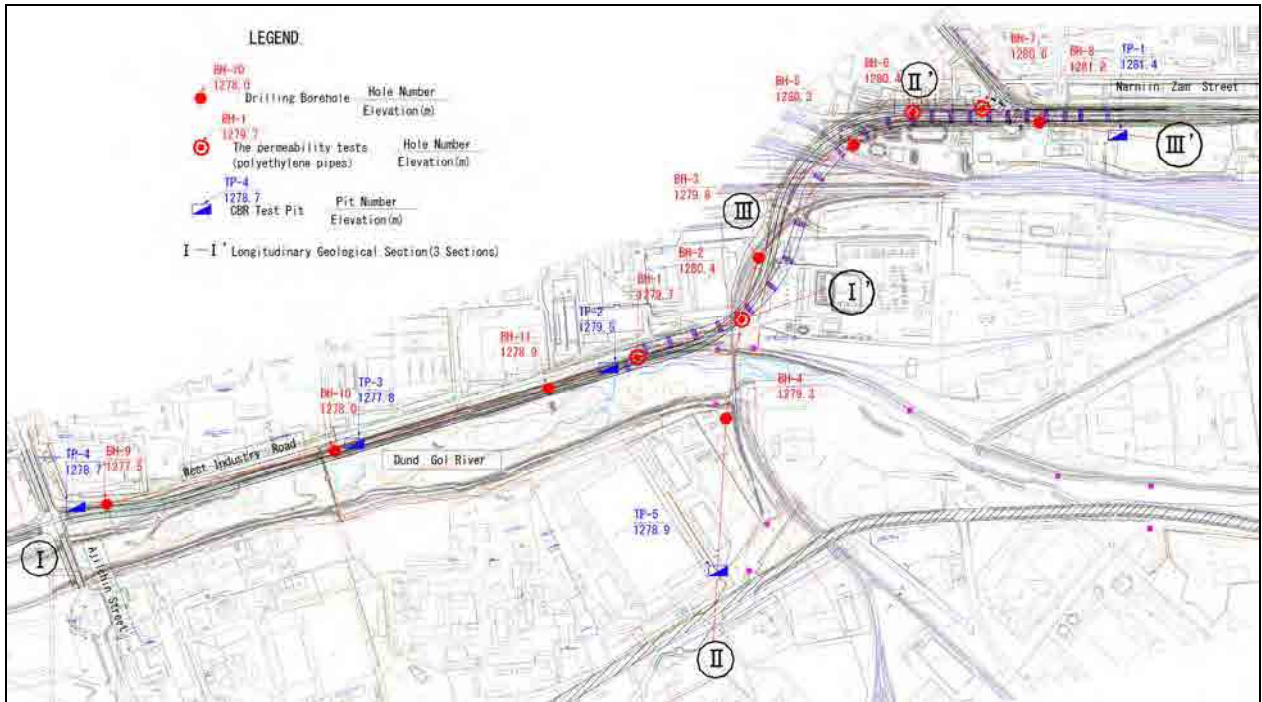 LEGEND
BH-10
1278.0
Drilling Borehole
Hole Number
Elevation(m)
BH-1
1279.7
The permeability tests
(polyethylene pipes)
Hole Number
Elevation(m)
TP-4
1278.7
CBR Test Pit
Pit Number
Elevation(m)
I-I' Longitudinary Geological Section(3 Sections)
BH-7
1280.6
BH-8
1281.2
TP-1
1281.4
BH-6
1280.4
II'
Narniin Zam Street
BH-5
1280.3
III'
BH-3
1279.8
III
BH-2
1280.4
BH-1
1279.7
I'
TP-2
1279.5
BH-11
1278.9
BH-4
1279.3
TP-3
1277.8
BH-10
1278.0
West Industry Road
Dund Gol River
TP-4
1278.7
BH-9
1277.5
TP-5
1278.9
I
Ajilchin Street
II